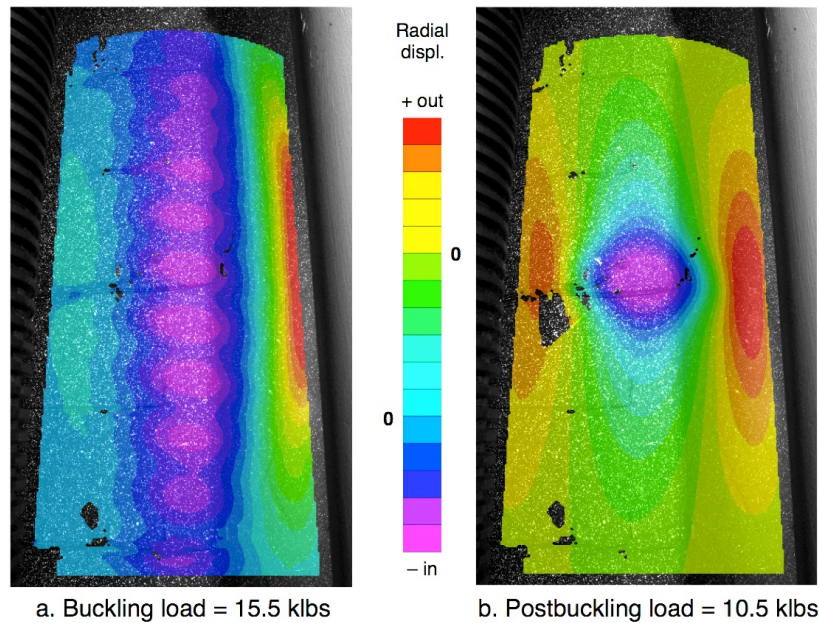 Radial
displ.
+ out
0
0
– in
a. Buckling load = 15.5 klbs
b. Postbuckling load = 10.5 klbs